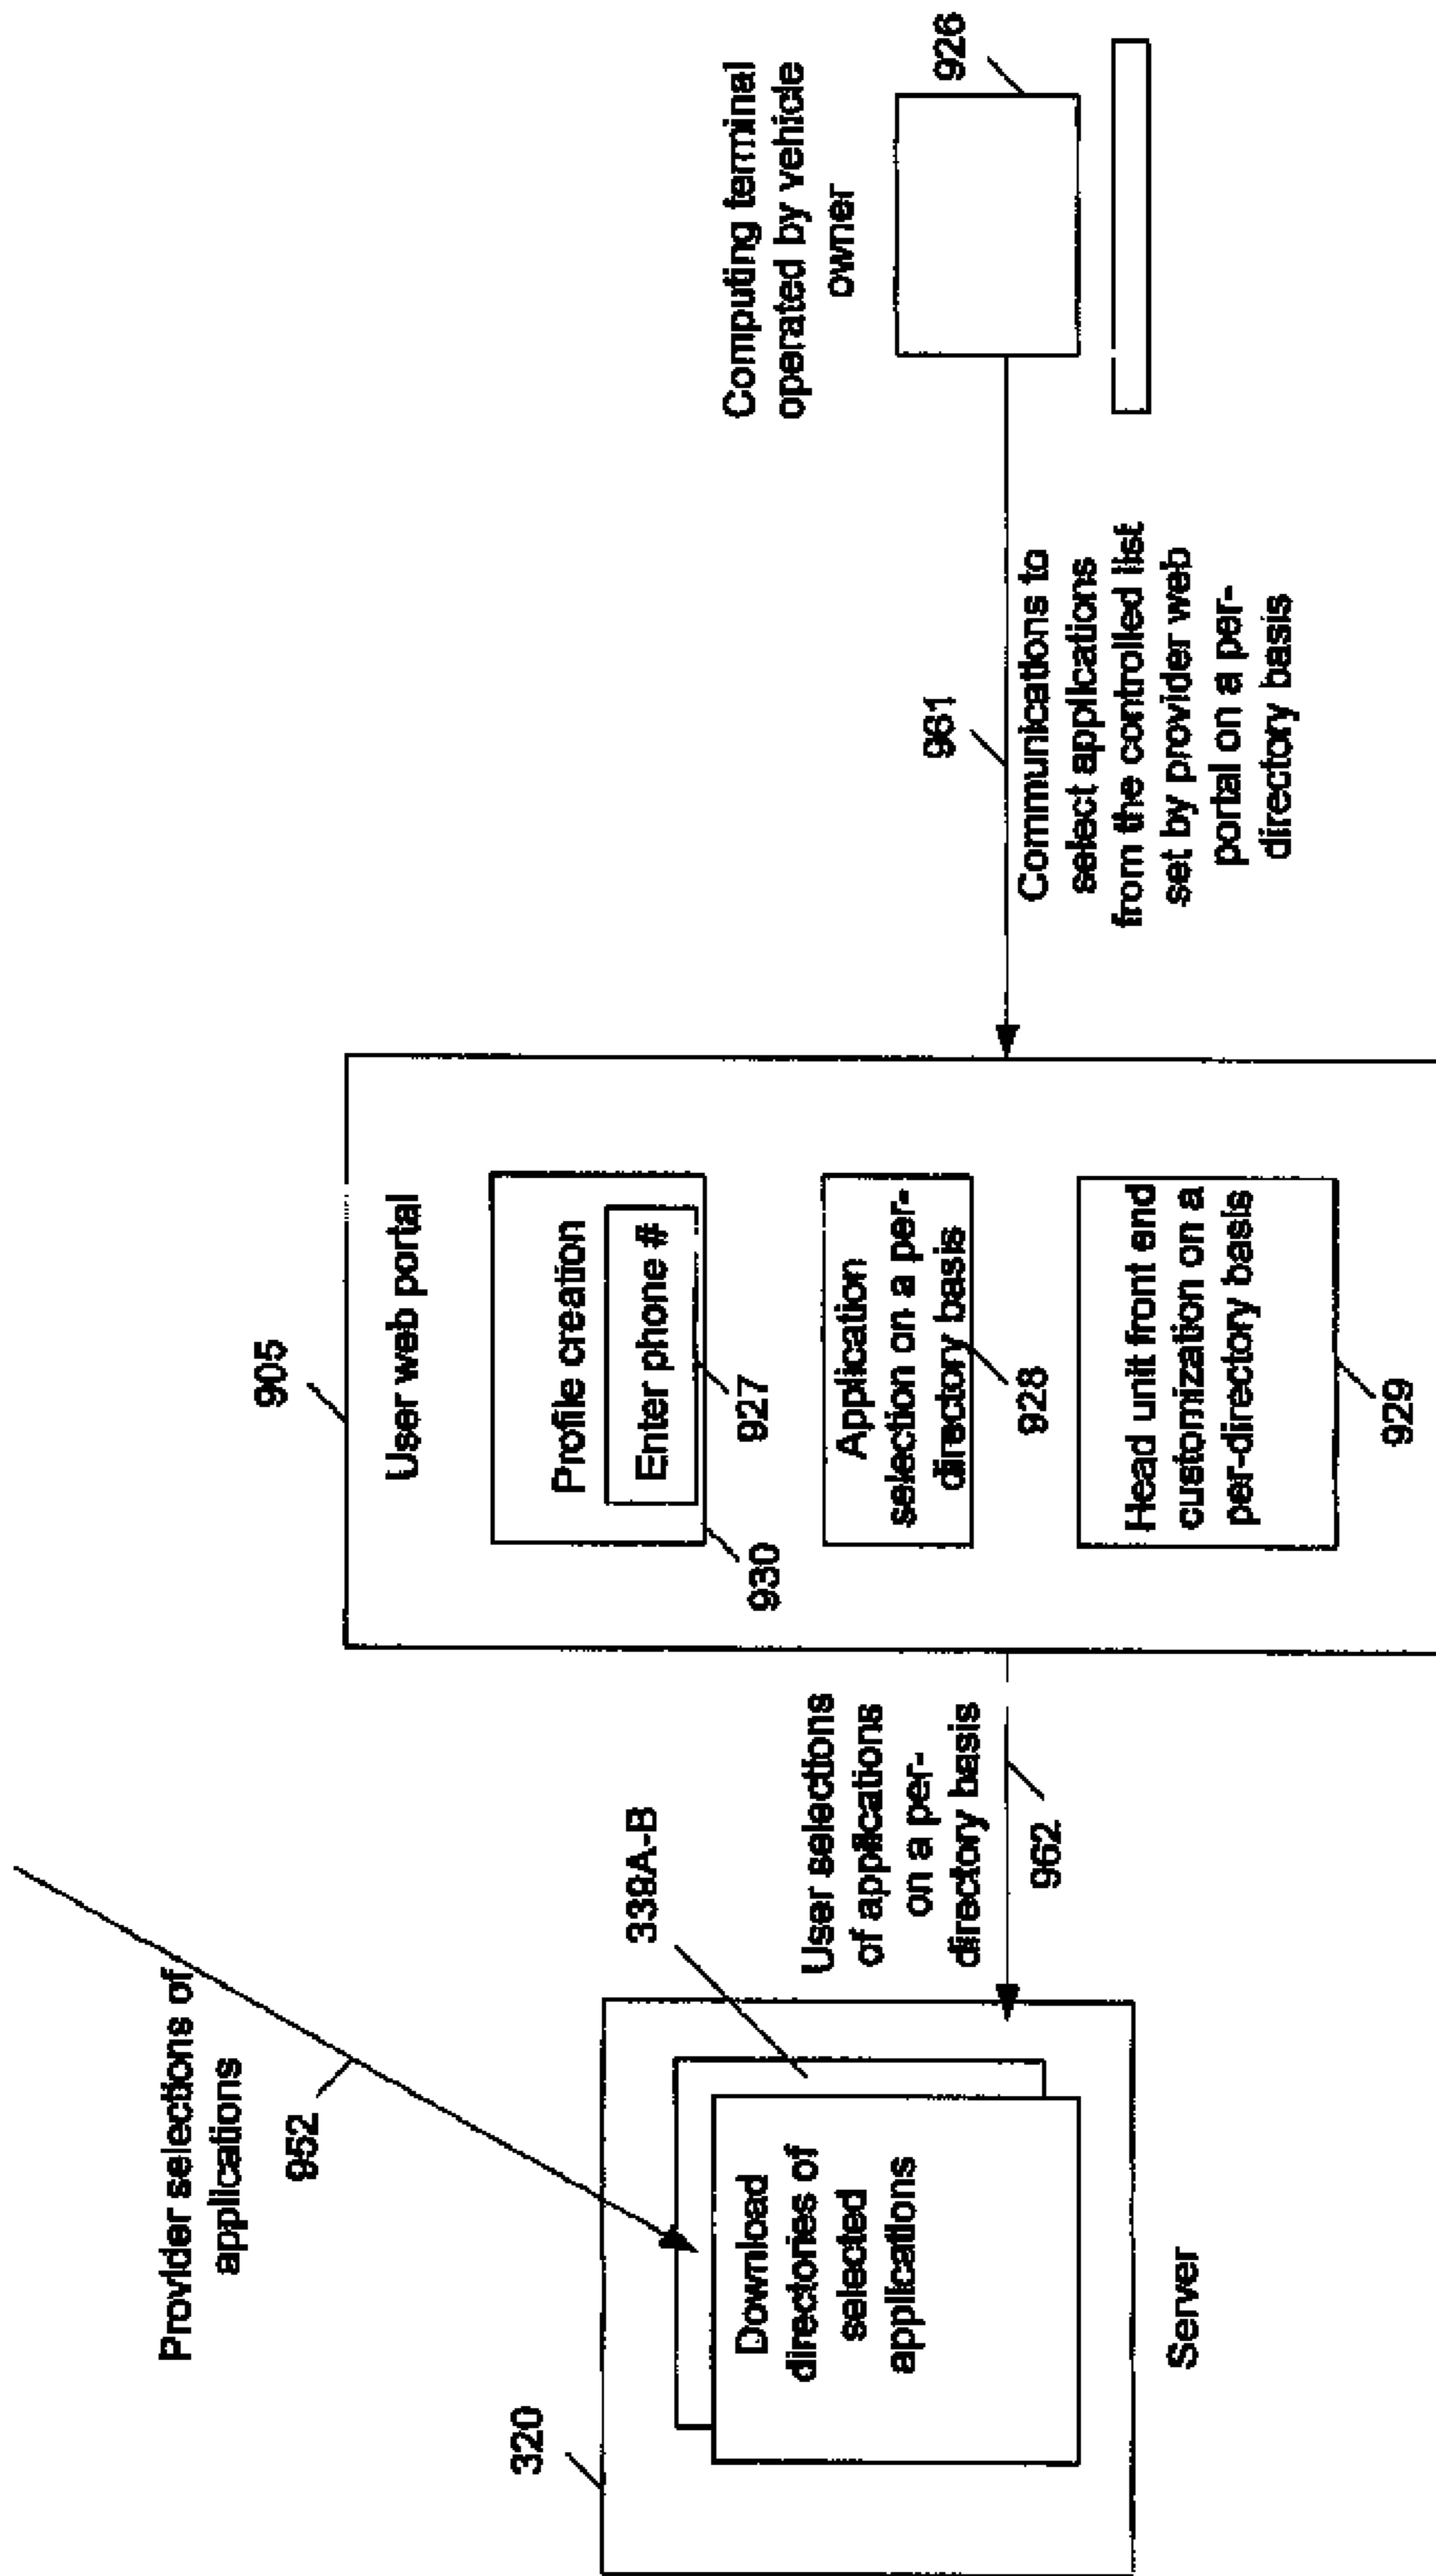 Provider selections of
applications
952
320
Download
directories of
selected
applications
Server
339A-B
User selections
of applications
on a per-
directory basis
962
905
User web portal
Profile creation
Enter phone #
927
930
Application
selection on a per-
directory basis
928
Head unit front end
customization on a
per-directory basis
929
961
Communications to
select applications
from the controlled list
set by provider web
portal on a per-
directory basis
Computing terminal
operated by vehicle
owner
926